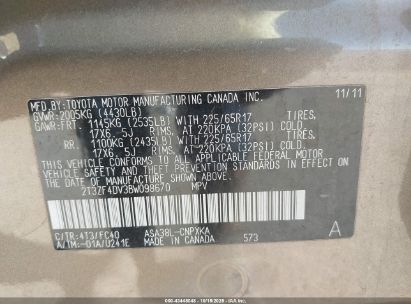 MFD. BY: TOYOTA MOTOR MANUFACTURING CANADA INC. 11/11
GVWR: 2005KG (4430LB)
GAWR: FRT. 1145KG (2535LB) WITH 225/65R17 TIRES.
17X6.5J RIMS, AT 220KPA (32PSI) COLD.
RR. 1100KG (2435LB) WITH 225/65R17 TIRES.
17X6.5J RIMS, AT 220KPA (32PSI) COLD.
THIS VEHICLE CONFORMS TO ALL APPLICABLE FEDERAL MOTOR
VEHICLE SAFETY AND BUMPER STANDARDS IN EFFECT ON THE DATE
OF MANUFACTURE SHOWN ABOVE.
2T3ZF4DV3BW098670 MPV
ASA38L-CNPXKA A
C/TR:4T3/FC40 MADE IN CANADA 573
A/TM:-01A/U241E